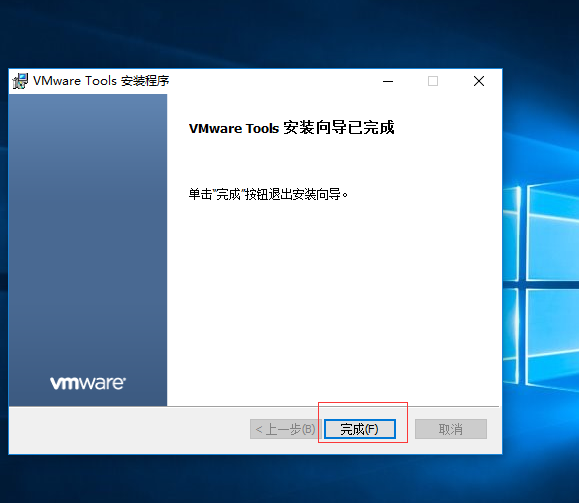 VMware Tools 安装程序
VMware Tools 安装向导已完成
单击"完成"按钮退出安装向导。
vmware®
< 上一步(B) 完成(F) 取消